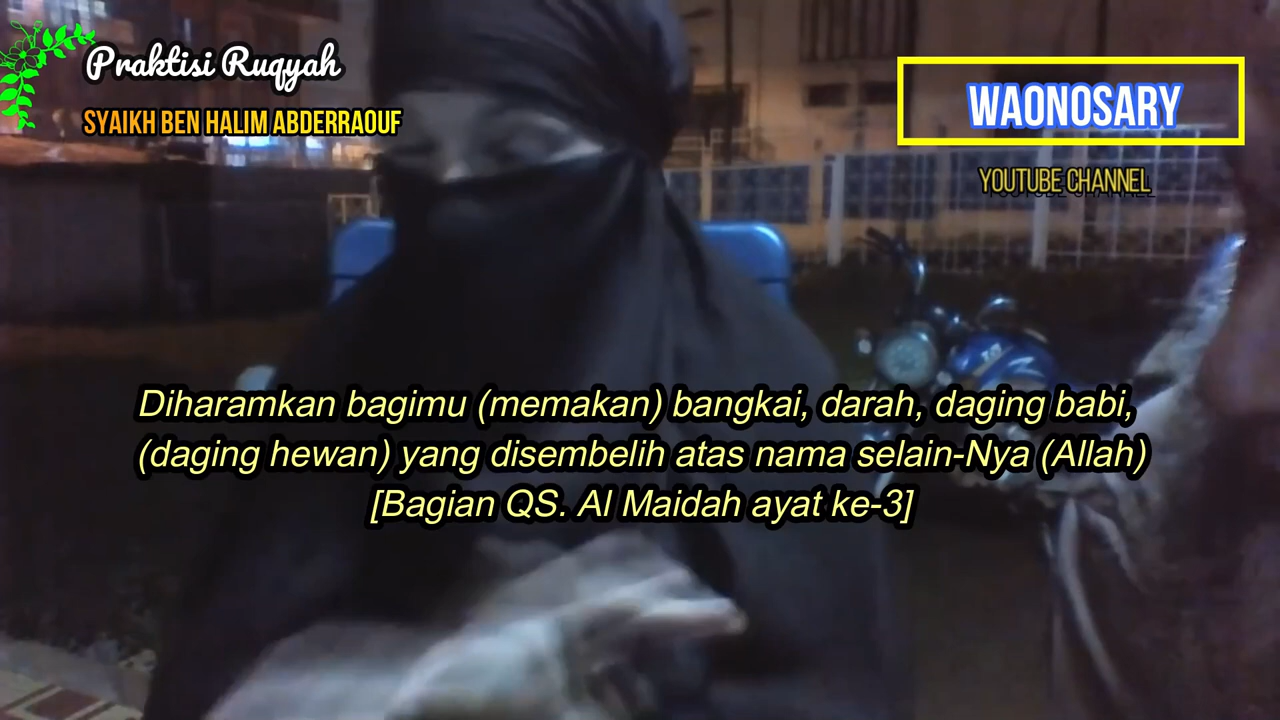 Praktisi Ruqyah
SYAIKH BEN HALIM ABDERRAOUF
WAONOSARY
YOUTUBE CHANNEL
Diharamkan bagimu (memakan) bangkai, darah, daging babi,
(daging hewan) yang disembelih atas nama selain-Nya (Allah)
[Bagian QS. Al Maidah ayat ke-3]